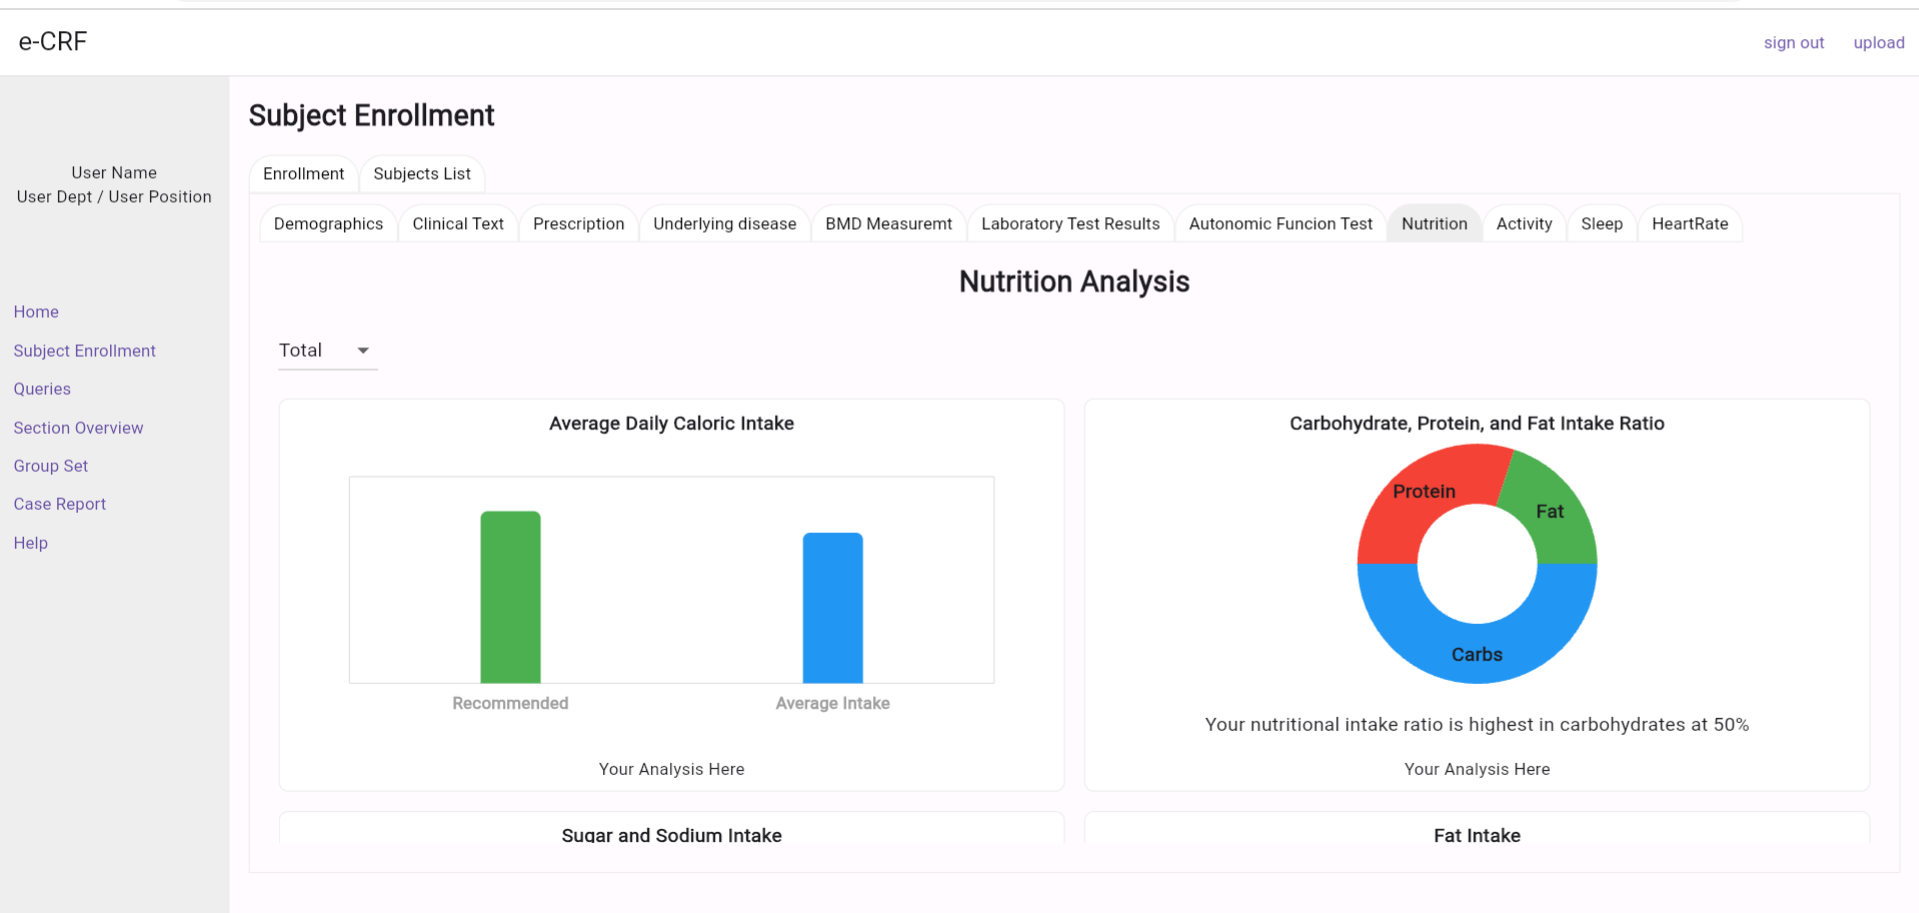 e-CRF
sign out upload
User Name
User Dept / User Position
Home
Subject Enrollment
Queries
Section Overview
Group Set
Case Report
Help
Subject Enrollment
Enrollment Subjects List
Demographics Clinical Text Prescription Underlying disease BMD Measuremt Laboratory Test Results Autonomic Funcion Test Nutrition Activity Sleep HeartRate
Nutrition Analysis
Total
Average Daily Caloric Intake
Recommended Average Intake
Your Analysis Here
Carbohydrate, Protein, and Fat Intake Ratio
Protein
Fat
Carbs
Your nutritional intake ratio is highest in carbohydrates at 50%
Your Analysis Here
Sugar and Sodium Intake
Fat Intake